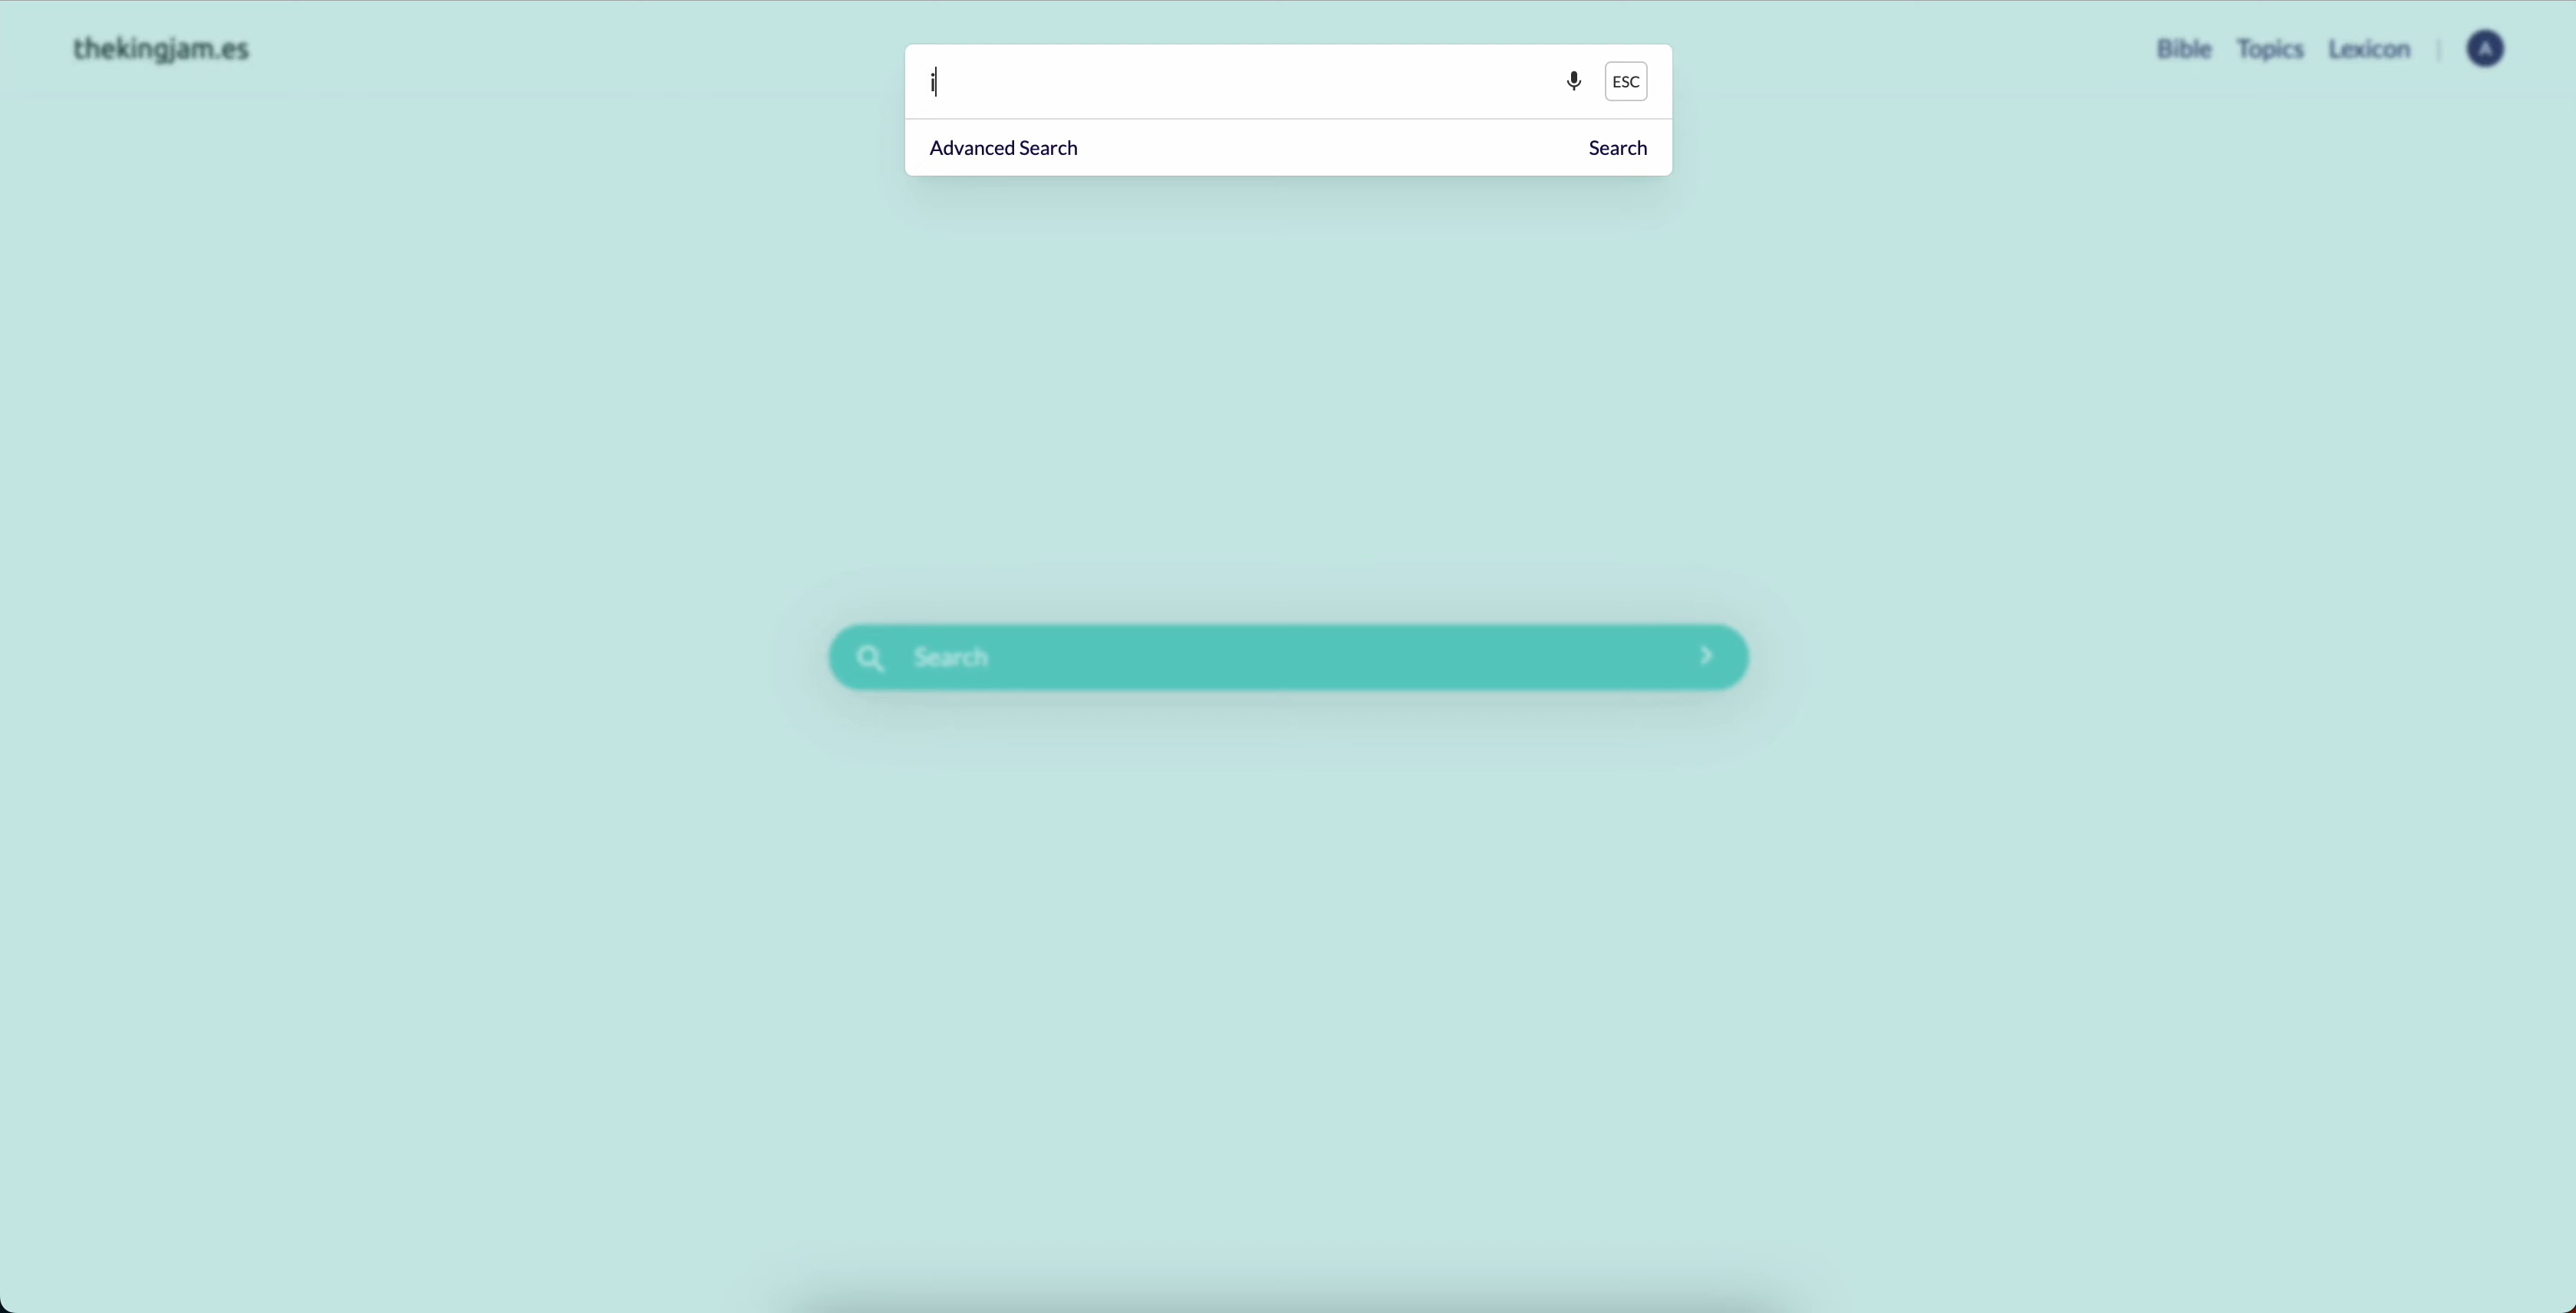 thekingjam.es
Bible Topics Lexicon | A
i
ESC
Advanced Search
Search
Search